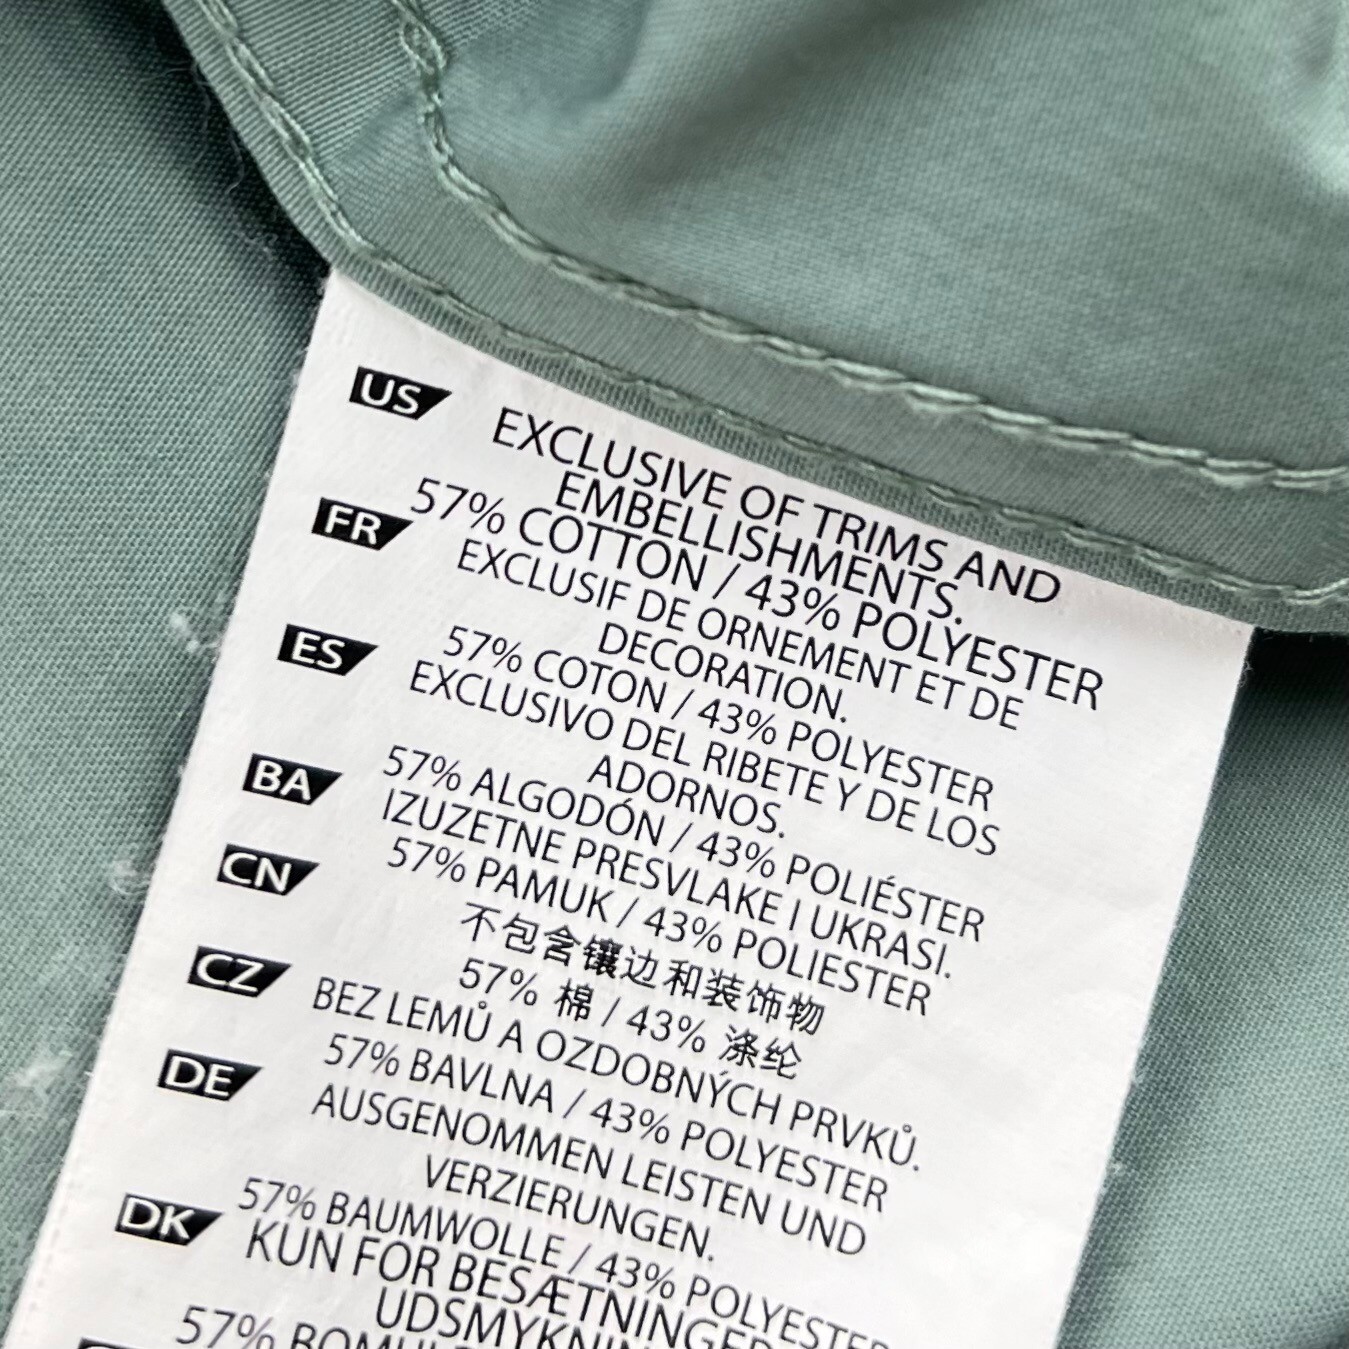 US EXCLUSIVE OF TRIMS AND
EMBELLISHMENTS.
57% COTTON / 43% POLYESTER
FR EXCLUSIF DE ORNEMENT ET DE
DECORATION.
57% COTON / 43% POLYESTER
ES EXCLUSIVO DEL RIBETE Y DE LOS
ADORNOS.
57% ALGODÓN / 43% POLIÉSTER
BA IZUZETNE PRESVLAKE I UKRASI.
57% PAMUK / 43% POLIESTER
CN 不包含镶边和装饰物
57% 棉 / 43% 涤纶
CZ BEZ LEMŮ A OZDOBNÝCH PRVKŮ.
57% BAVLNA / 43% POLYESTER
DE AUSGENOMMEN LEISTEN UND
VERZIERUNGEN.
57% BAUMWOLLE / 43% POLYESTER
DK KUN FOR BESÆTNINGER
57%